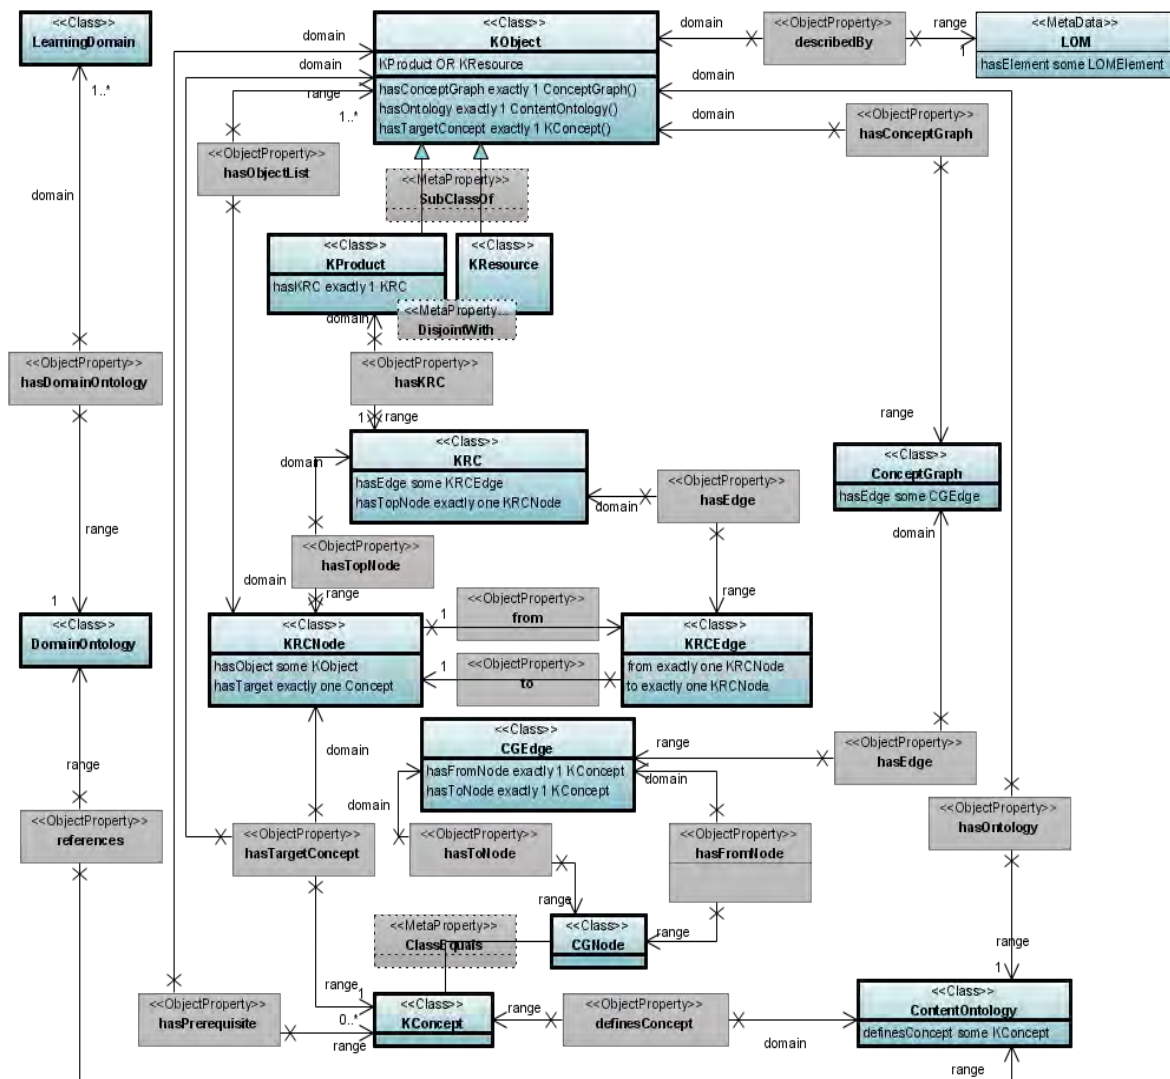 <<Class>>
LearningDomain
<<Class>>
KObject
KProduct OR KResource
hasConceptGraph exactly 1 ConceptGraph()
hasOntology exactly 1 ContentOntology()
hasTargetConcept exactly 1 KConcept()
<<ObjectProperty>>
describedBy
<<MetaData>>
LOM
hasElement some LOMElement
domain
domain
range
1
domain
domain
range
1..*
1..*
domain
domain
<<ObjectProperty>>
hasConceptGraph
<<ObjectProperty>>
hasObjectList
<<MetaProperty>>
SubClassOf
domain
<<Class>>
KProduct
hasKRC exactly 1 KRC
<<Class>>
KResource
<<MetaProperty...
DisjointWith
domain
<<ObjectProperty>>
hasDomainOntology
<<ObjectProperty>>
hasKRC
1
range
range
<<Class>>
KRC
hasEdge some KRCEdge
hasTopNode exactly one KRCNode
domain
<<Class>>
ConceptGraph
hasEdge some CGEdge
domain
<<ObjectProperty>>
hasEdge
domain
range
<<ObjectProperty>>
hasTopNode
domain
range
range
1
<<Class>>
DomainOntology
<<Class>>
KRCNode
hasObject some KObject
hasTarget exactly one Concept
1
<<ObjectProperty>>
from
1
<<ObjectProperty>>
to
<<Class>>
KRCEdge
from exactly one KRCNode
to exactly one KRCNode
<<Class>>
CGEdge
hasFromNode exactly 1 KConcept
hasToNode exactly 1 KConcept
range
<<ObjectProperty>>
hasEdge
domain
range
domain
domain
<<ObjectProperty>>
references
<<ObjectProperty>>
hasTargetConcept
<<ObjectProperty>>
hasToNode
<<ObjectProperty>>
hasFromNode
<<ObjectProperty>>
hasOntology
range
<<MetaProperty>>
ClassEquals
<<Class>>
CGNode
range
range
range
1
1
<<ObjectProperty>>
hasPrerequisite
0..*
range
<<Class>>
KConcept
range
<<ObjectProperty>>
definesConcept
domain
<<Class>>
ContentOntology
definesConcept some KConcept
range